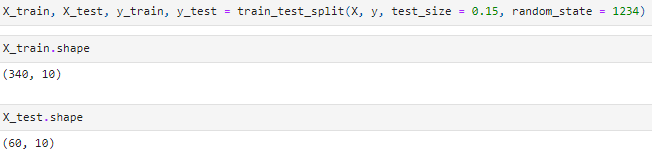 X_train, X_test, y_train, y_test = train_test_split(X, y, test_size = 0.15, random_state = 1234)
X_train.shape
(340, 10)
X_test.shape
(60, 10)